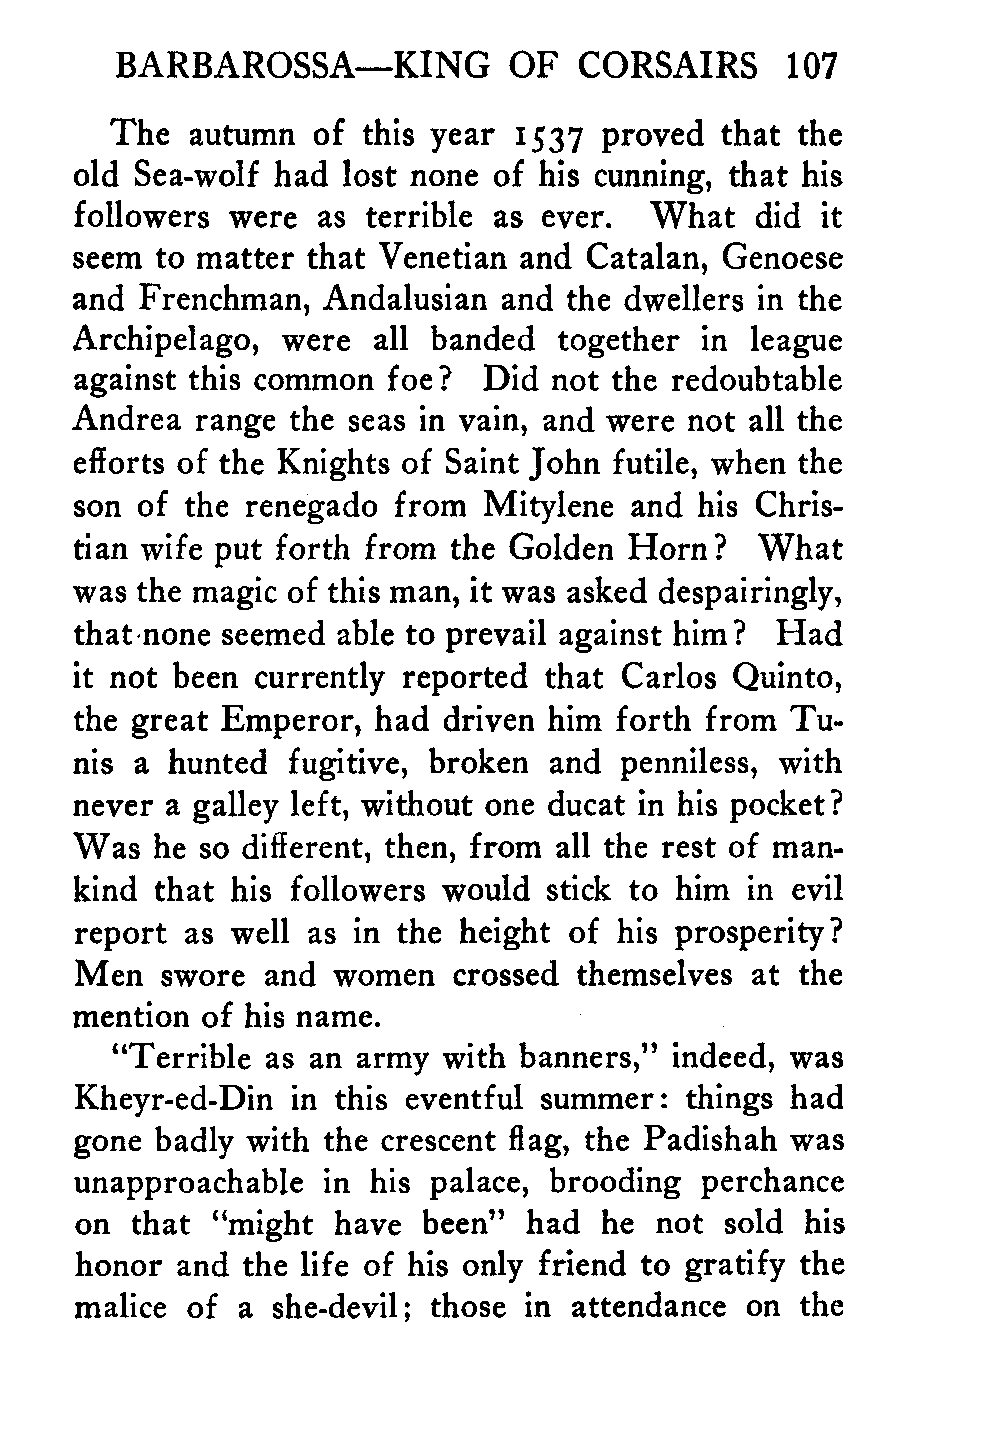 BARBAROSSA—KING OF CORSAIRS 107
The autumn of this year 1537 proved that the
old Sea-wolf had lost none of his cunning, that his
followers were as terrible as ever. What did it
seem to matter that Venetian and Catalan, Genoese
and Frenchman, Andalusian and the dwellers in the
Archipelago, were all banded together in league
against this common foe? Did not the redoubtable
Andrea range the seas in vain, and were not all the
efforts of the Knights of Saint John futile, when the
son of the renegado from Mitylene and his Chris-
tian wife put forth from the Golden Horn? What
was the magic of this man, it was asked despairingly,
that none seemed able to prevail against him? Had
it not been currently reported that Carlos Quinto,
the great Emperor, had driven him forth from Tu-
nis a hunted fugitive, broken and penniless, with
never a galley left, without one ducat in his pocket?
Was he so different, then, from all the rest of man-
kind that his followers would stick to him in evil
report as well as in the height of his prosperity?
Men swore and women crossed themselves at the
mention of his name.
"Terrible as an army with banners," indeed, was
Kheyr-ed-Din in this eventful summer: things had
gone badly with the crescent flag, the Padishah was
unapproachable in his palace, brooding perchance
on that "might have been" had he not sold his
honor and the life of his only friend to gratify the
malice of a she-devil; those in attendance on the